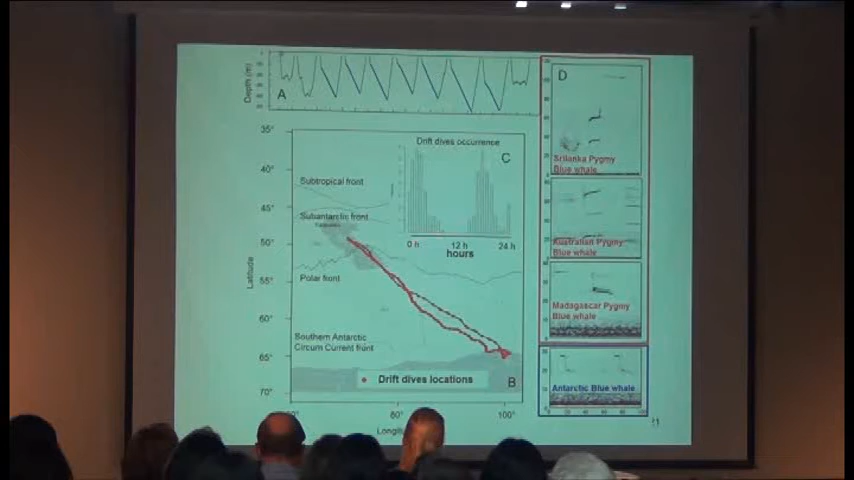 Depth (m)
A
35°
40°
45°
50°
55°
60°
65°
70°
Latitude
Drift dives occurrence
C
0 h 12 h 24 h
hours
Subtropical front
Subantarctic front
Polar front
Southern Antarctic
Circum Current front
Drift dives locations
B
80° 100°
D
Srilanka Pygmy
Blue whale
Australian Pygmy
Blue whale
Madagascar Pygmy
Blue whale
Antarctic Blue whale